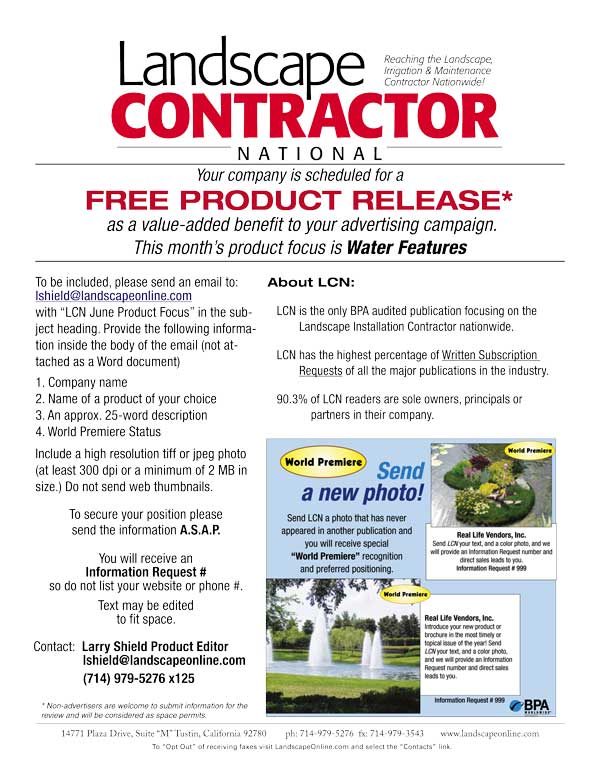 Landscape
Reaching the Landscape,
Irrigation & Maintenance
Contractor Nationwide!
CONTRACTOR
NATIONAL
Your company is scheduled for a
FREE PRODUCT RELEASE*
as a value-added benefit to your advertising campaign.
This month's product focus is Water Features
To be included, please send an email to:
lshield@landscapeonline.com
with “LCN June Product Focus” in the sub-
ject heading. Provide the following informa-
tion inside the body of the email (not at-
tached as a Word document)
1. Company name
2. Name of a product of your choice
3. An approx. 25-word description
4. World Premiere Status
Include a high resolution tiff or jpeg photo
(at least 300 dpi or a minimum of 2 MB in
size.) Do not send web thumbnails.
To secure your position please
send the information A.S.A.P.
You will receive an
Information Request #
so do not list your website or phone #.
Text may be edited
to fit space.
Contact: Larry Shield Product Editor
lshield@landscapeonline.com
(714) 979-5276 x125
* Non-advertisers are welcome to submit information for the
review and will be considered as space permits.
About LCN:
LCN is the only BPA audited publication focusing on the
Landscape Installation Contractor nationwide.
LCN has the highest percentage of Written Subscription
Requests of all the major publications in the industry.
90.3% of LCN readers are sole owners, principals or
partners in their company.
World Premiere
Send
a new photo!
Send LCN a photo that has never
appeared in another publication and
you will receive special
“World Premiere” recognition
and preferred positioning.
World Premiere
Real Life Vendors, Inc.
Send LCN your text, and a color photo, and we
will provide an Information Request number and
direct sales leads to you.
Information Request # 999
World Premiere
Real Life Vendors, Inc.
Introduce your new product or
brochure in the most timely or
topical issue of the year! Send
LCN your text, and a color photo,
and we will provide an Information
Request number and direct sales
leads to you.
Information Request # 999
BPA
WORLDWIDE
14771 Plaza Drive, Suite “M” Tustin, California 92780 ph: 714-979-5276 fx: 714-979-3543 www.landscapeonline.com
To “Opt Out” of receiving faxes visit LandscapeOnline.com and select the “Contacts” link.